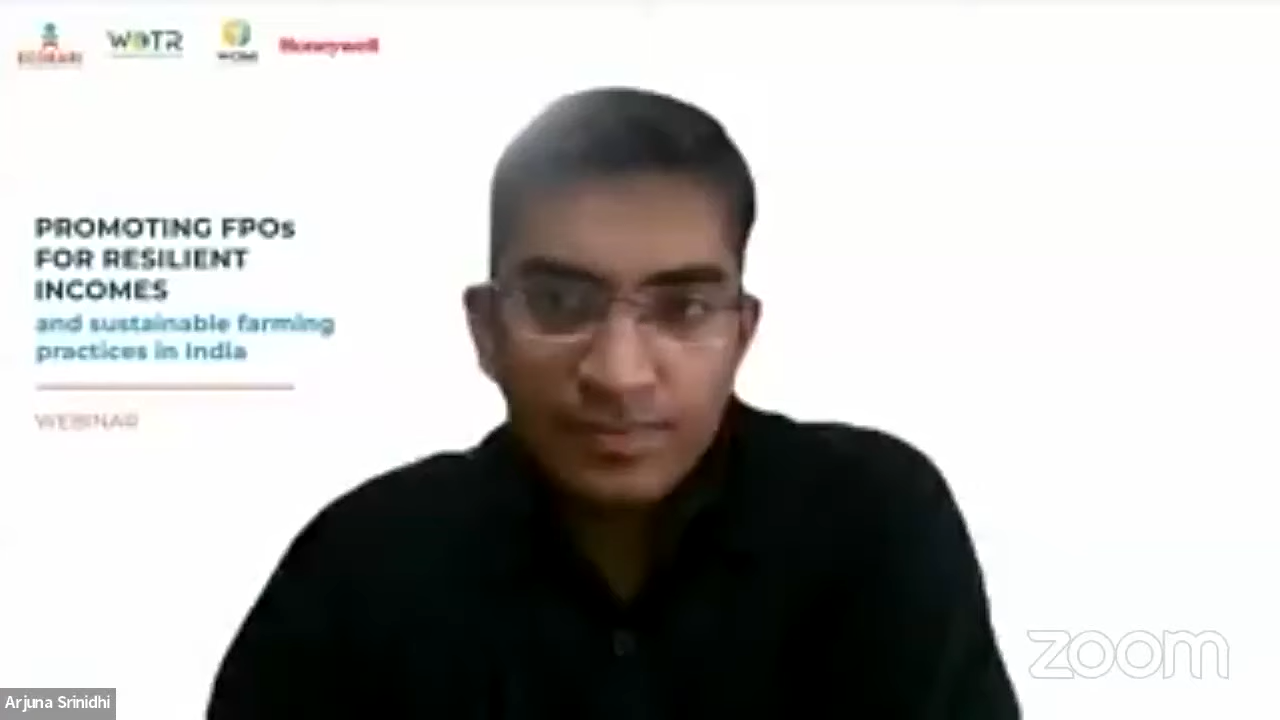 WOTR
Honeywell
PROMOTING FPOs
FOR RESILIENT
INCOMES
and sustainable farming
practices in India
WEBINAR
zoom
Arjuna Srinidhi